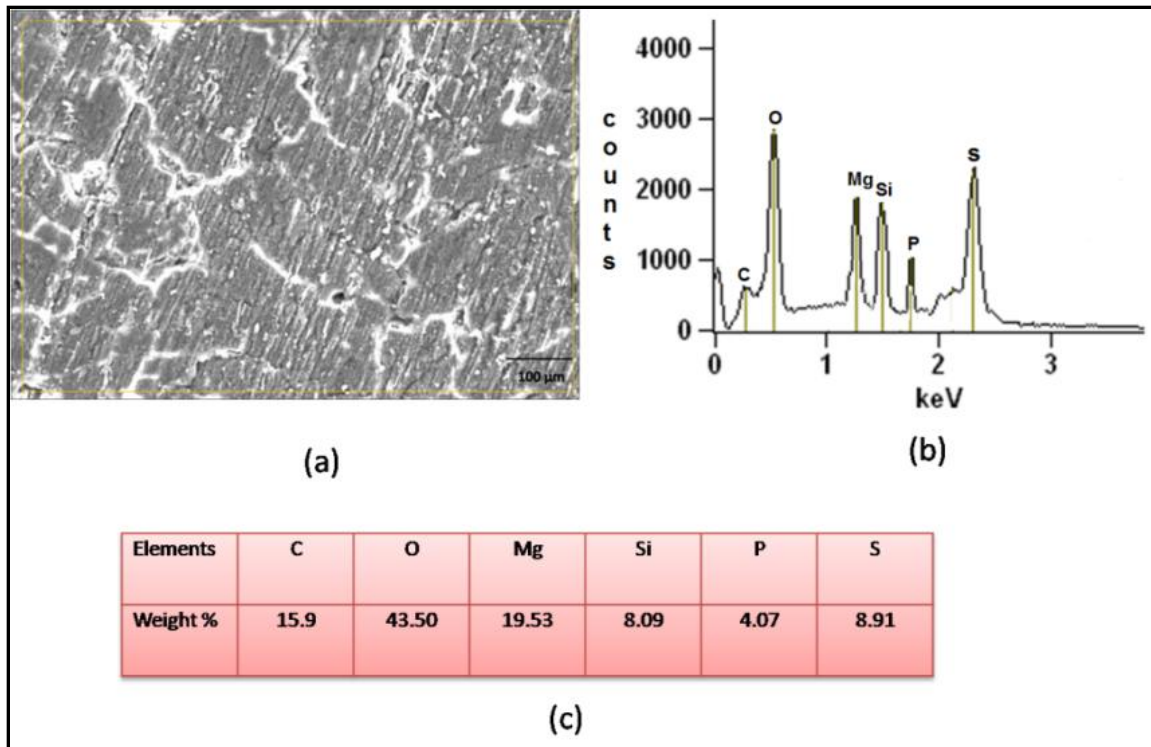 100 µm
4000
3000
2000
1000
0
counts
C
O
Mg
Si
P
S
0 1 2 3
keV
(a)
(b)
Elements C O Mg Si P S
Weight % 15.9 43.50 19.53 8.09 4.07 8.91
(c)